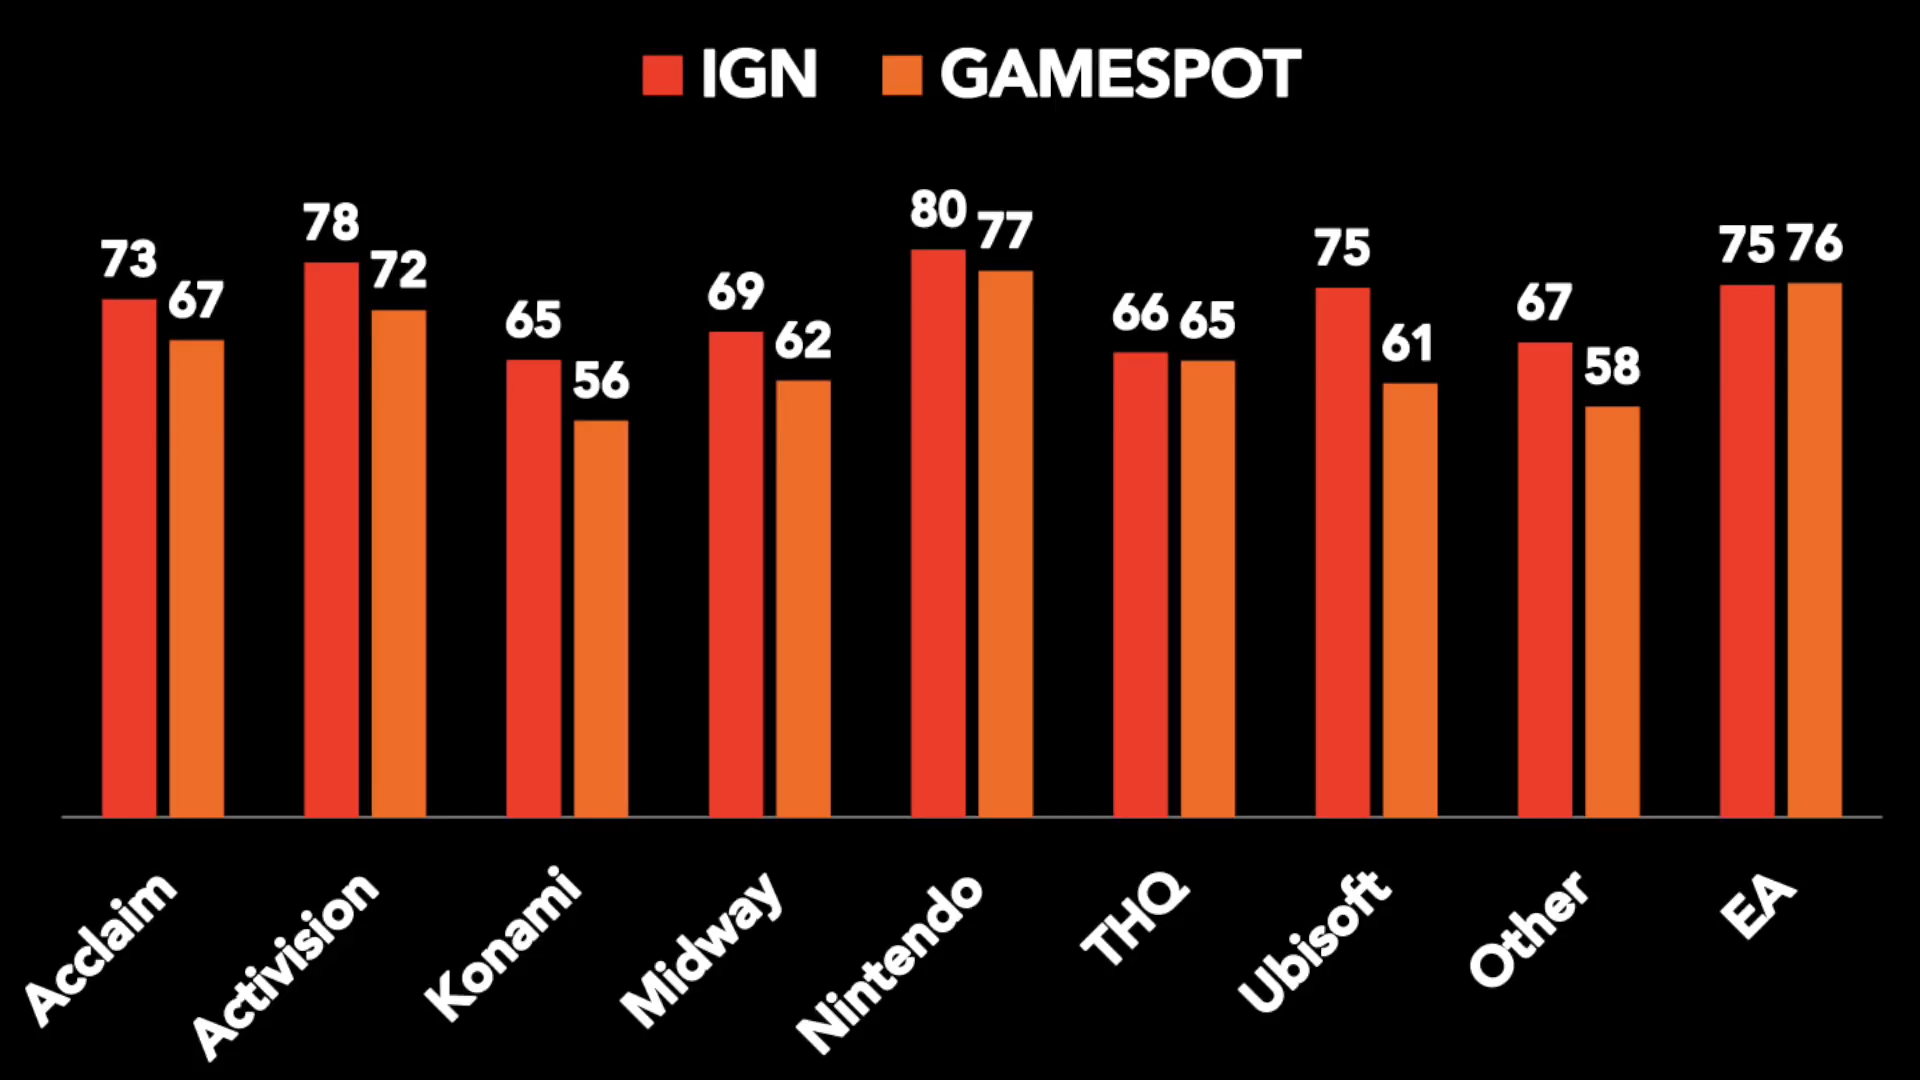 IGN GAMESPOT
73 67 78 72 65 56 69 62 80 77 66 65 75 61 67 58 75 76
Acclaim Activision Konami Midway Nintendo THQ Ubisoft Other EA